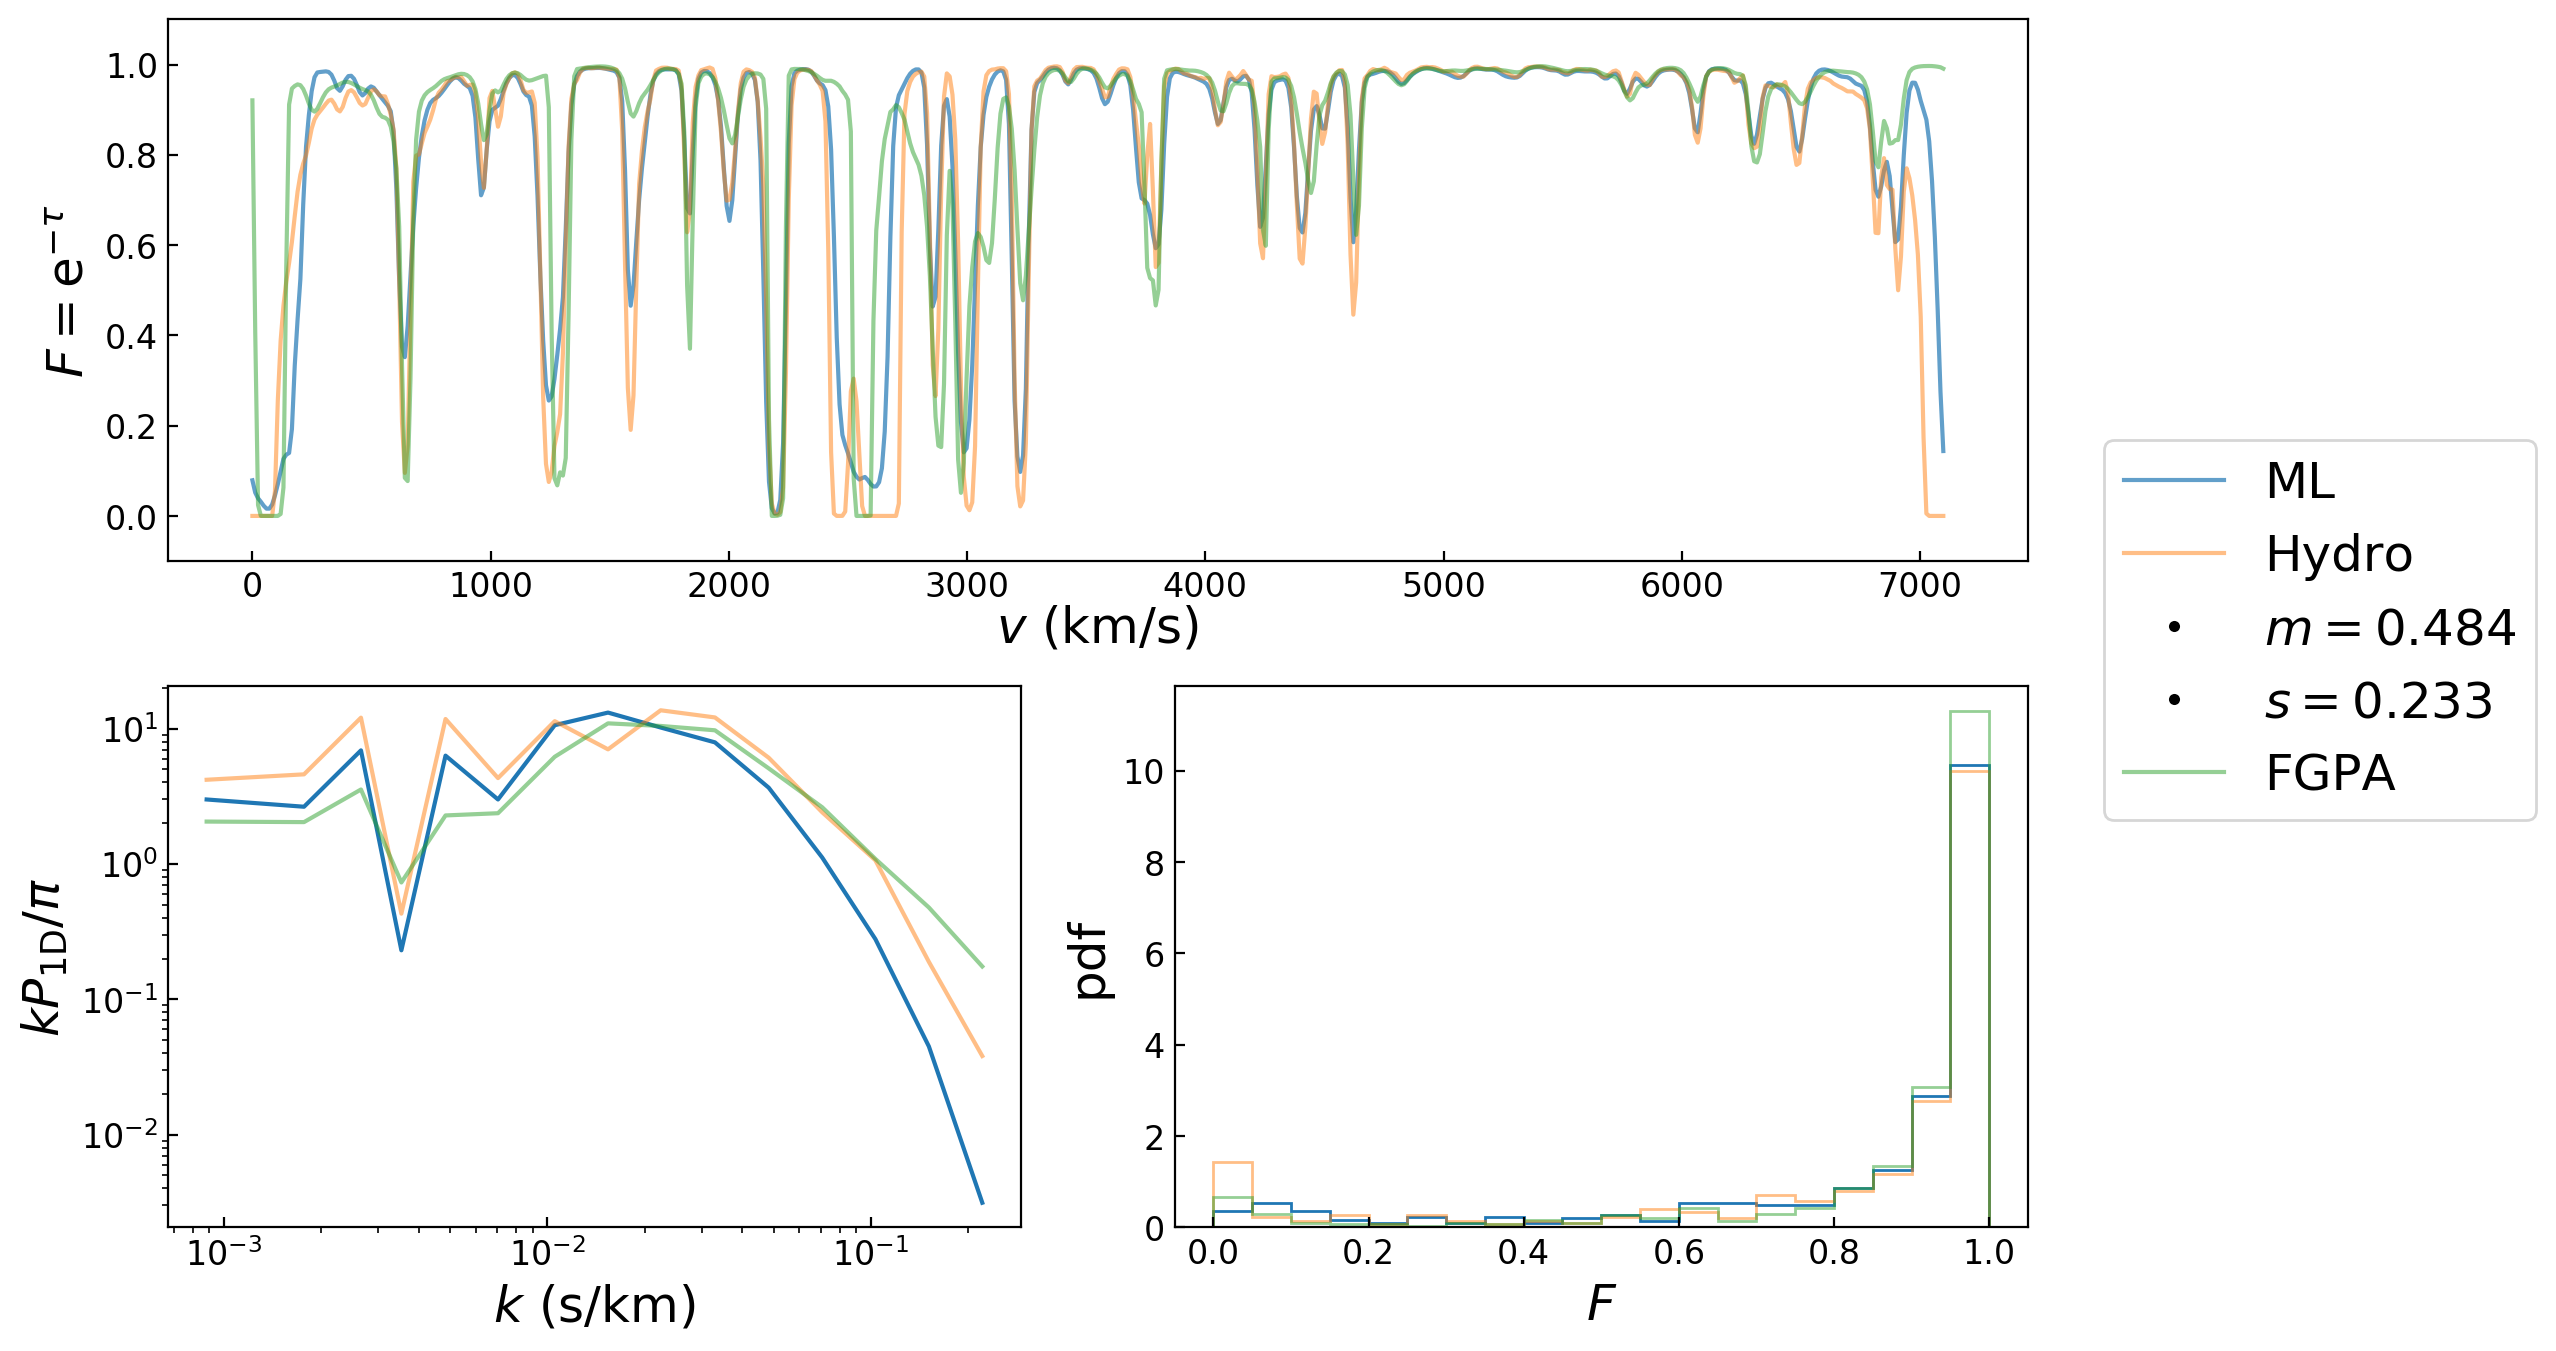 1.0
0.8
0.6
0.4
0.2
0.0
F = e^{-τ}
0 1000 2000 3000 4000 5000 6000 7000
v (km/s)
ML
Hydro
m = 0.484
s = 0.233
FGPA
10^1
10^0
10^{-1}
10^{-2}
kP_{1D}/π
10^{-3} 10^{-2} 10^{-1}
k (s/km)
10
8
6
4
2
0
pdf
0.0 0.2 0.4 0.6 0.8 1.0
F